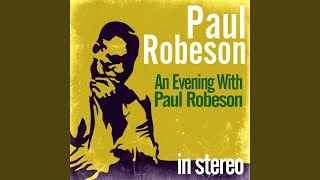 Paul
Robeson
An Evening With
Paul Robeson
in stereo